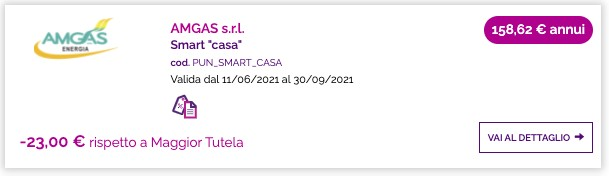 AMGAS
ENERGIA
AMGAS s.r.l.
158,62 € annui
Smart "casa"
cod. PUN_SMART_CASA
Valida dal 11/06/2021 al 30/09/2021
-23,00 € rispetto a Maggior Tutela
VAI AL DETTAGLIO →